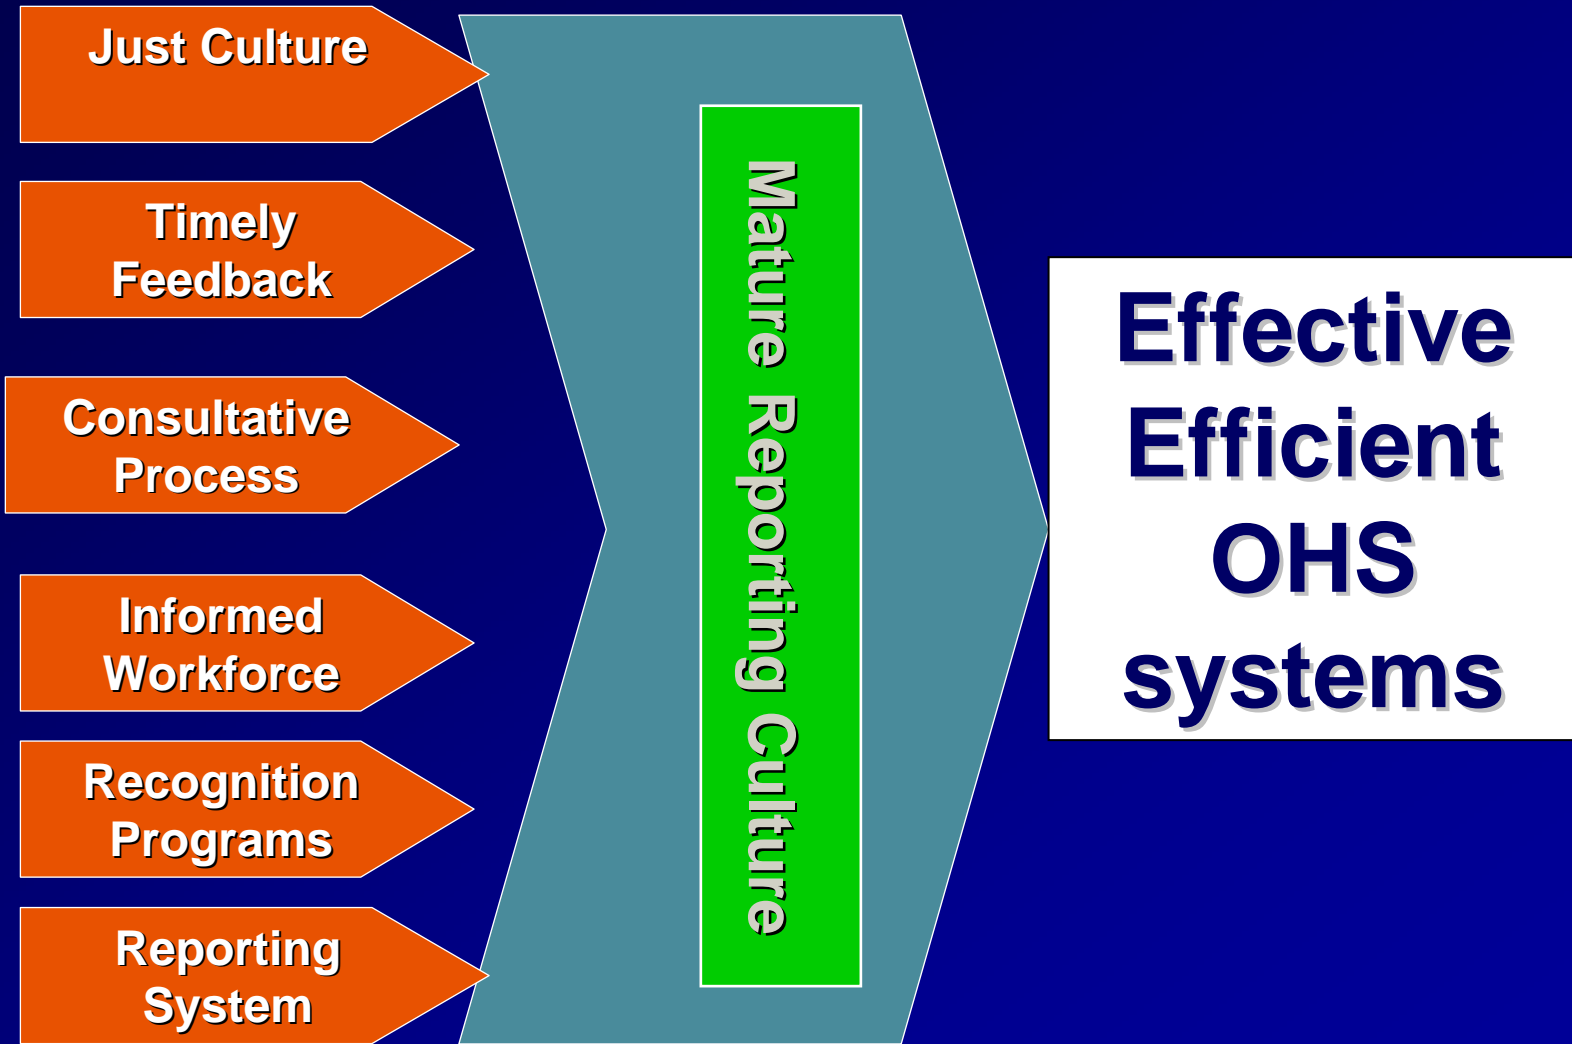 Just Culture
Timely
Feedback
Consultative
Process
Informed
Workforce
Recognition
Programs
Reporting
System
Mature Reporting Culture
Effective
Efficient
OHS
systems